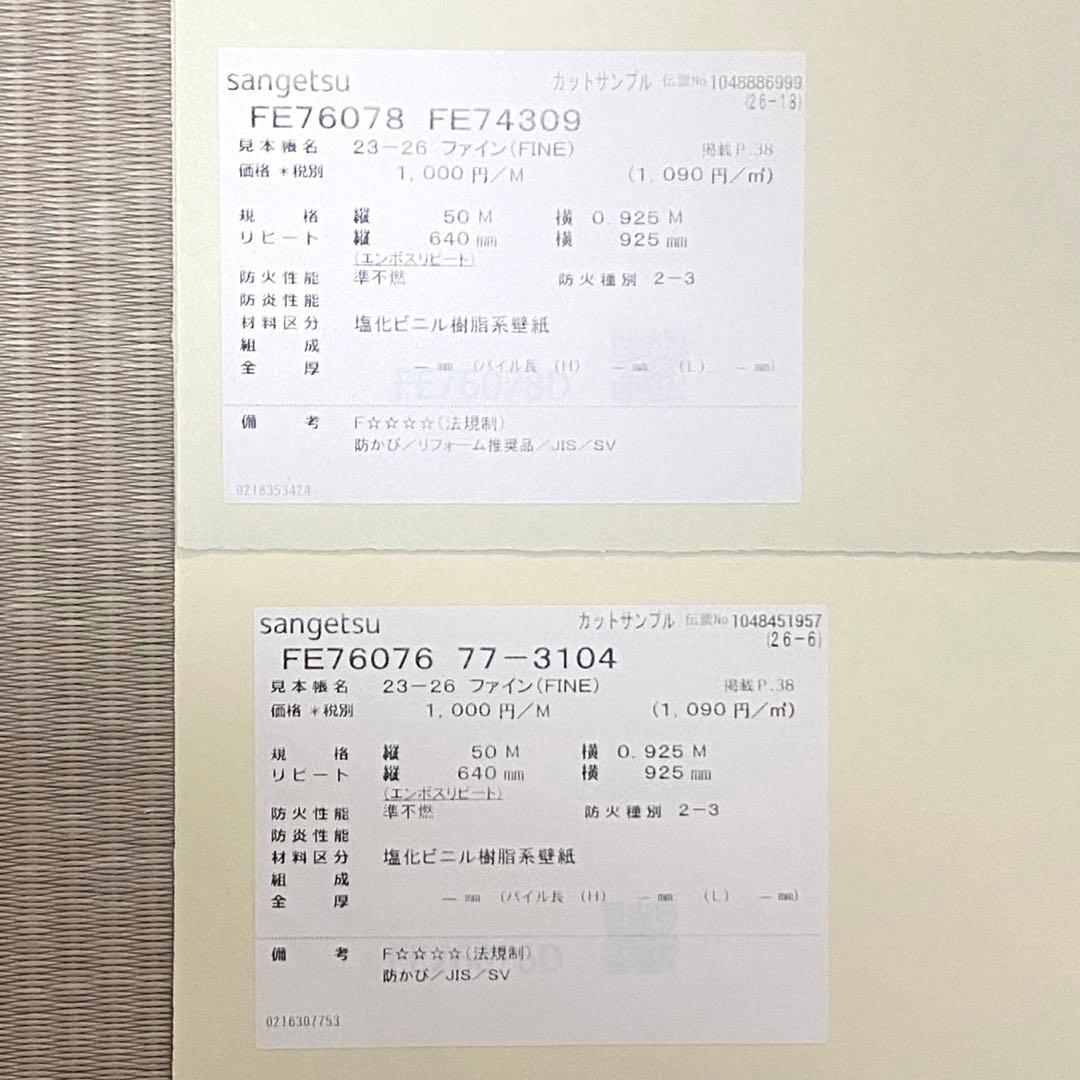 sangetsu カットサンプル 伝票No 1048886999
(26-13)
FE76078 FE74309
見本帳名 23-26 ファイン(FINE) 掲載P.38
価格 *税別 1,000 円/M (1,090 円/㎡)
規格 縦 50 M 横 0.925 M
リピート 縦 640 mm 横 925 mm
(エンボスリピート)
防火性能 準不燃 防火種別 2-3
防炎性能
材料区分 塩化ビニル樹脂系壁紙
組成
全厚 - mm (パイル長 (H) - mm (L) - mm)
FE76078D
備考 F☆☆☆☆(法規制)
防かび/リフォーム推奨品/JIS/SV
0218353424
sangetsu カットサンプル 伝票No 1048451957
(26-6)
FE76076 77-3104
見本帳名 23-26 ファイン(FINE) 掲載P.38
価格 *税別 1,000 円/M (1,090 円/㎡)
規格 縦 50 M 横 0.925 M
リピート 縦 640 mm 横 925 mm
(エンボスリピート)
防火性能 準不燃 防火種別 2-3
防炎性能
材料区分 塩化ビニル樹脂系壁紙
組成
全厚 - mm (パイル長 (H) - mm (L) - mm)
備考 F☆☆☆☆(法規制)
防かび/JIS/SV
0216307753